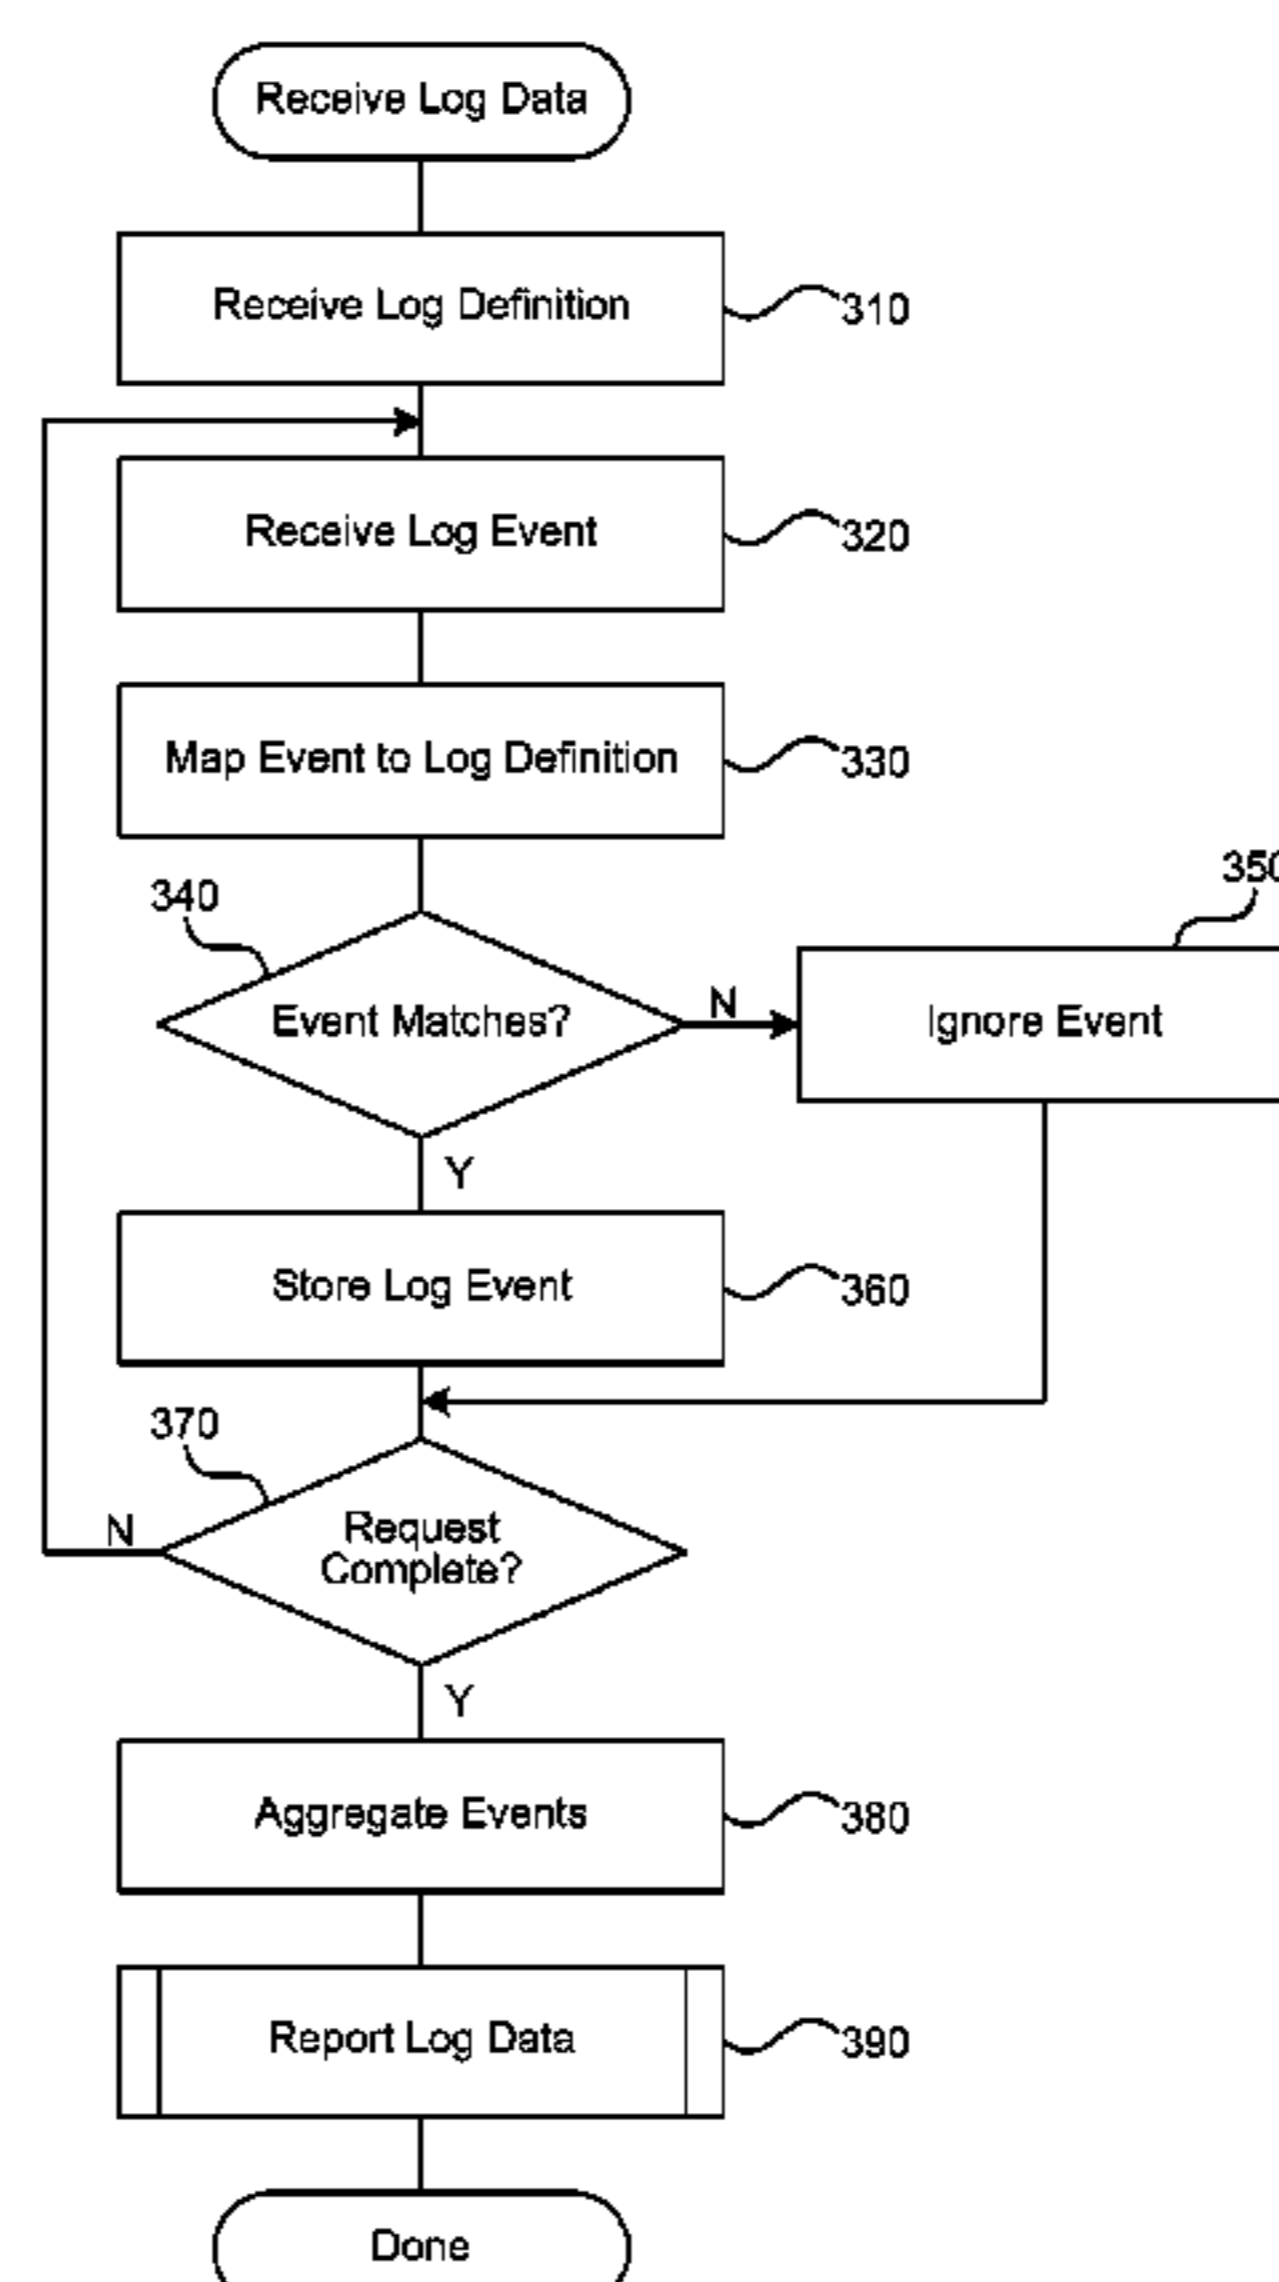 Receive Log Data
Receive Log Definition
310
Receive Log Event
320
Map Event to Log Definition
330
340
350
Event Matches?
N
Ignore Event
Y
Store Log Event
360
370
N
Request
Complete?
Y
Aggregate Events
380
Report Log Data
390
Done